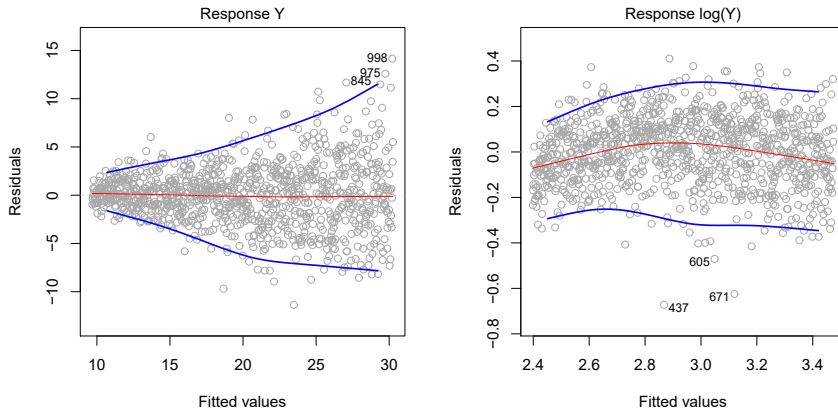 Response Y
998
975
845
15
10
5
0
−5
−10
Residuals
10 15 20 25 30
Fitted values
Response log(Y)
0.4
0.2
0.0
−0.2
−0.4
−0.6
−0.8
Residuals
605
671
437
2.4 2.6 2.8 3.0 3.2 3.4
Fitted values